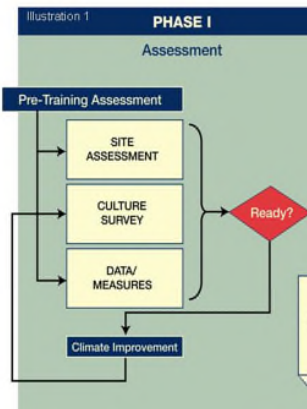 Illustration 1
PHASE I
Assessment
Pre-Training Assessment
SITE
ASSESSMENT
CULTURE
SURVEY
Ready?
DATA/
MEASURES
Climate Improvement